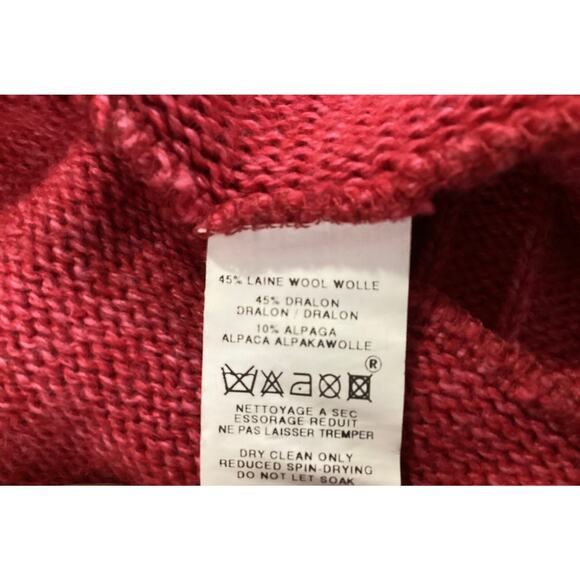 45% LAINE WOOL WOLLE
45% DRALON
DRALON / DRALON
10% ALPAGA
ALPACA ALPAKAWOLLE
®
NETTOYAGE A SEC
ESSORAGE REDUIT
NE PAS LAISSER TREMPER
DRY CLEAN ONLY
REDUCED SPIN-DRYING
DO NOT LET SOAK